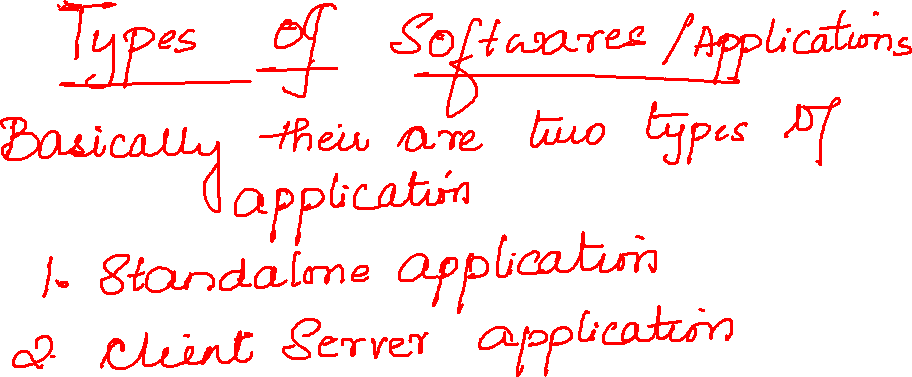 Types of Softwares/Applications
Basically their are two types of
application
1. Standalone application
2. Client Server application